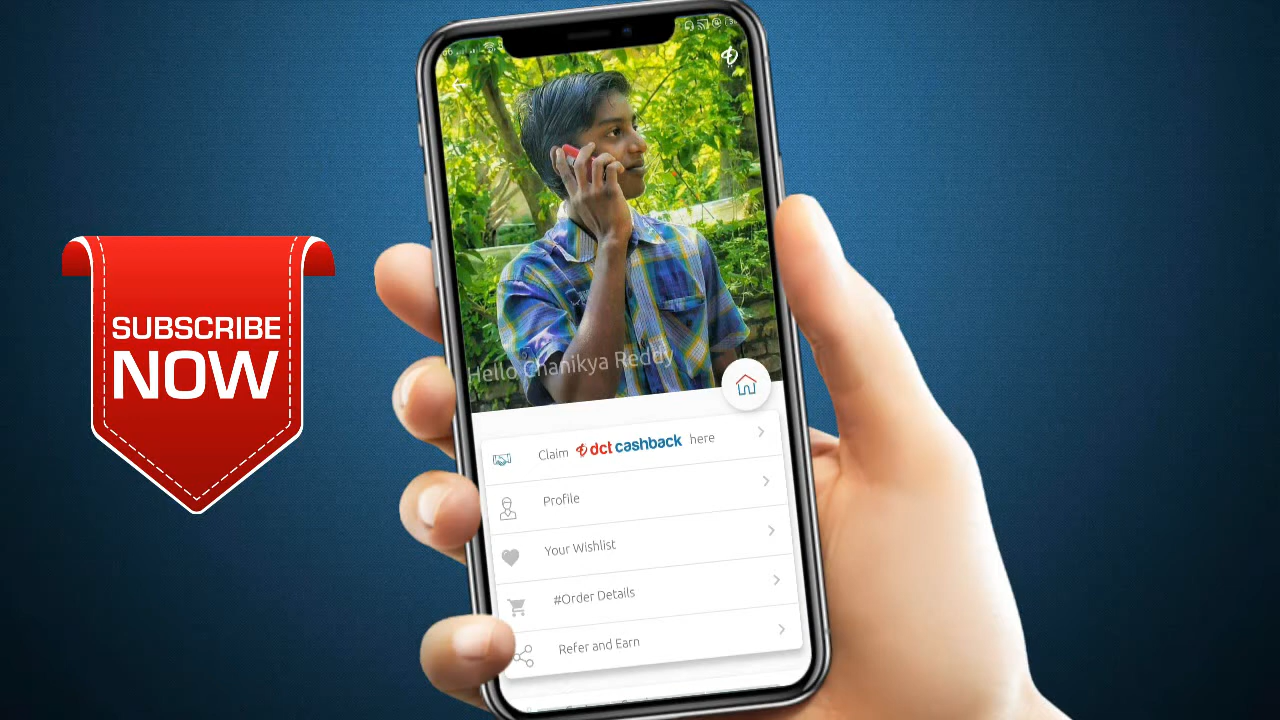 SUBSCRIBE
NOW
Hello Chanikya Reddy
Claim dct cashback here
Profile
Your Wishlist
#Order Details
Refer and Earn